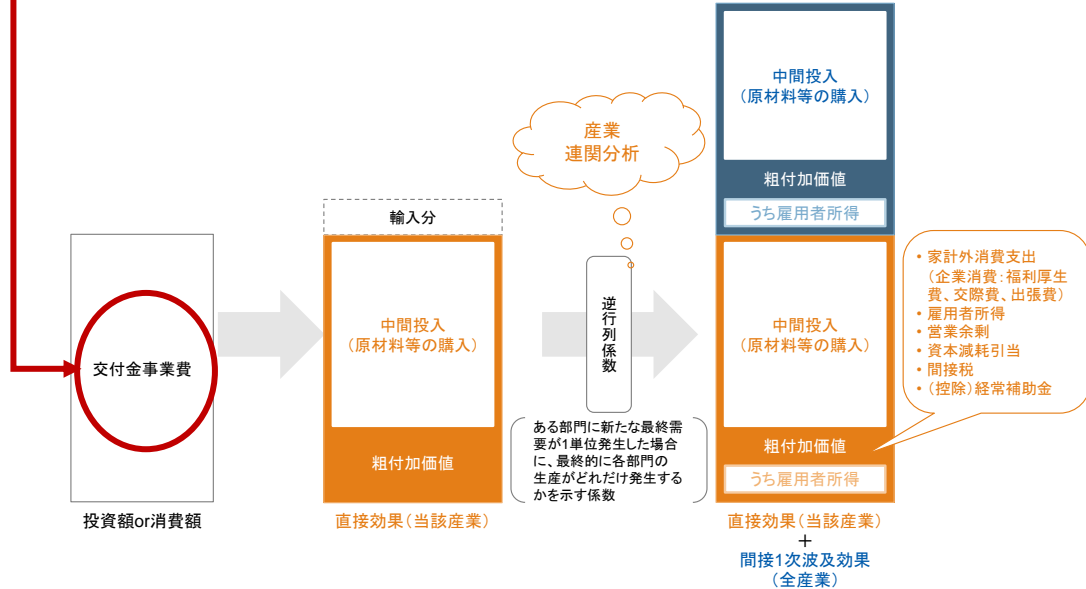 交付金事業費
投資額or消費額
輸入分
中間投入
（原材料等の購入）
粗付加価値
直接効果（当該産業）
産業
連関分析
逆行列係数
ある部門に新たな最終需
要が1単位発生した場合
に、最終的に各部門の
生産がどれだけ発生する
かを示す係数
中間投入
（原材料等の購入）
粗付加価値
うち雇用者所得
中間投入
（原材料等の購入）
粗付加価値
うち雇用者所得
直接効果（当該産業）
+
間接1次波及効果
（全産業）
・家計外消費支出
（企業消費：福利厚生
費、交際費、出張費）
・雇用者所得
・営業余剰
・資本減耗引当
・間接税
・（控除）経常補助金